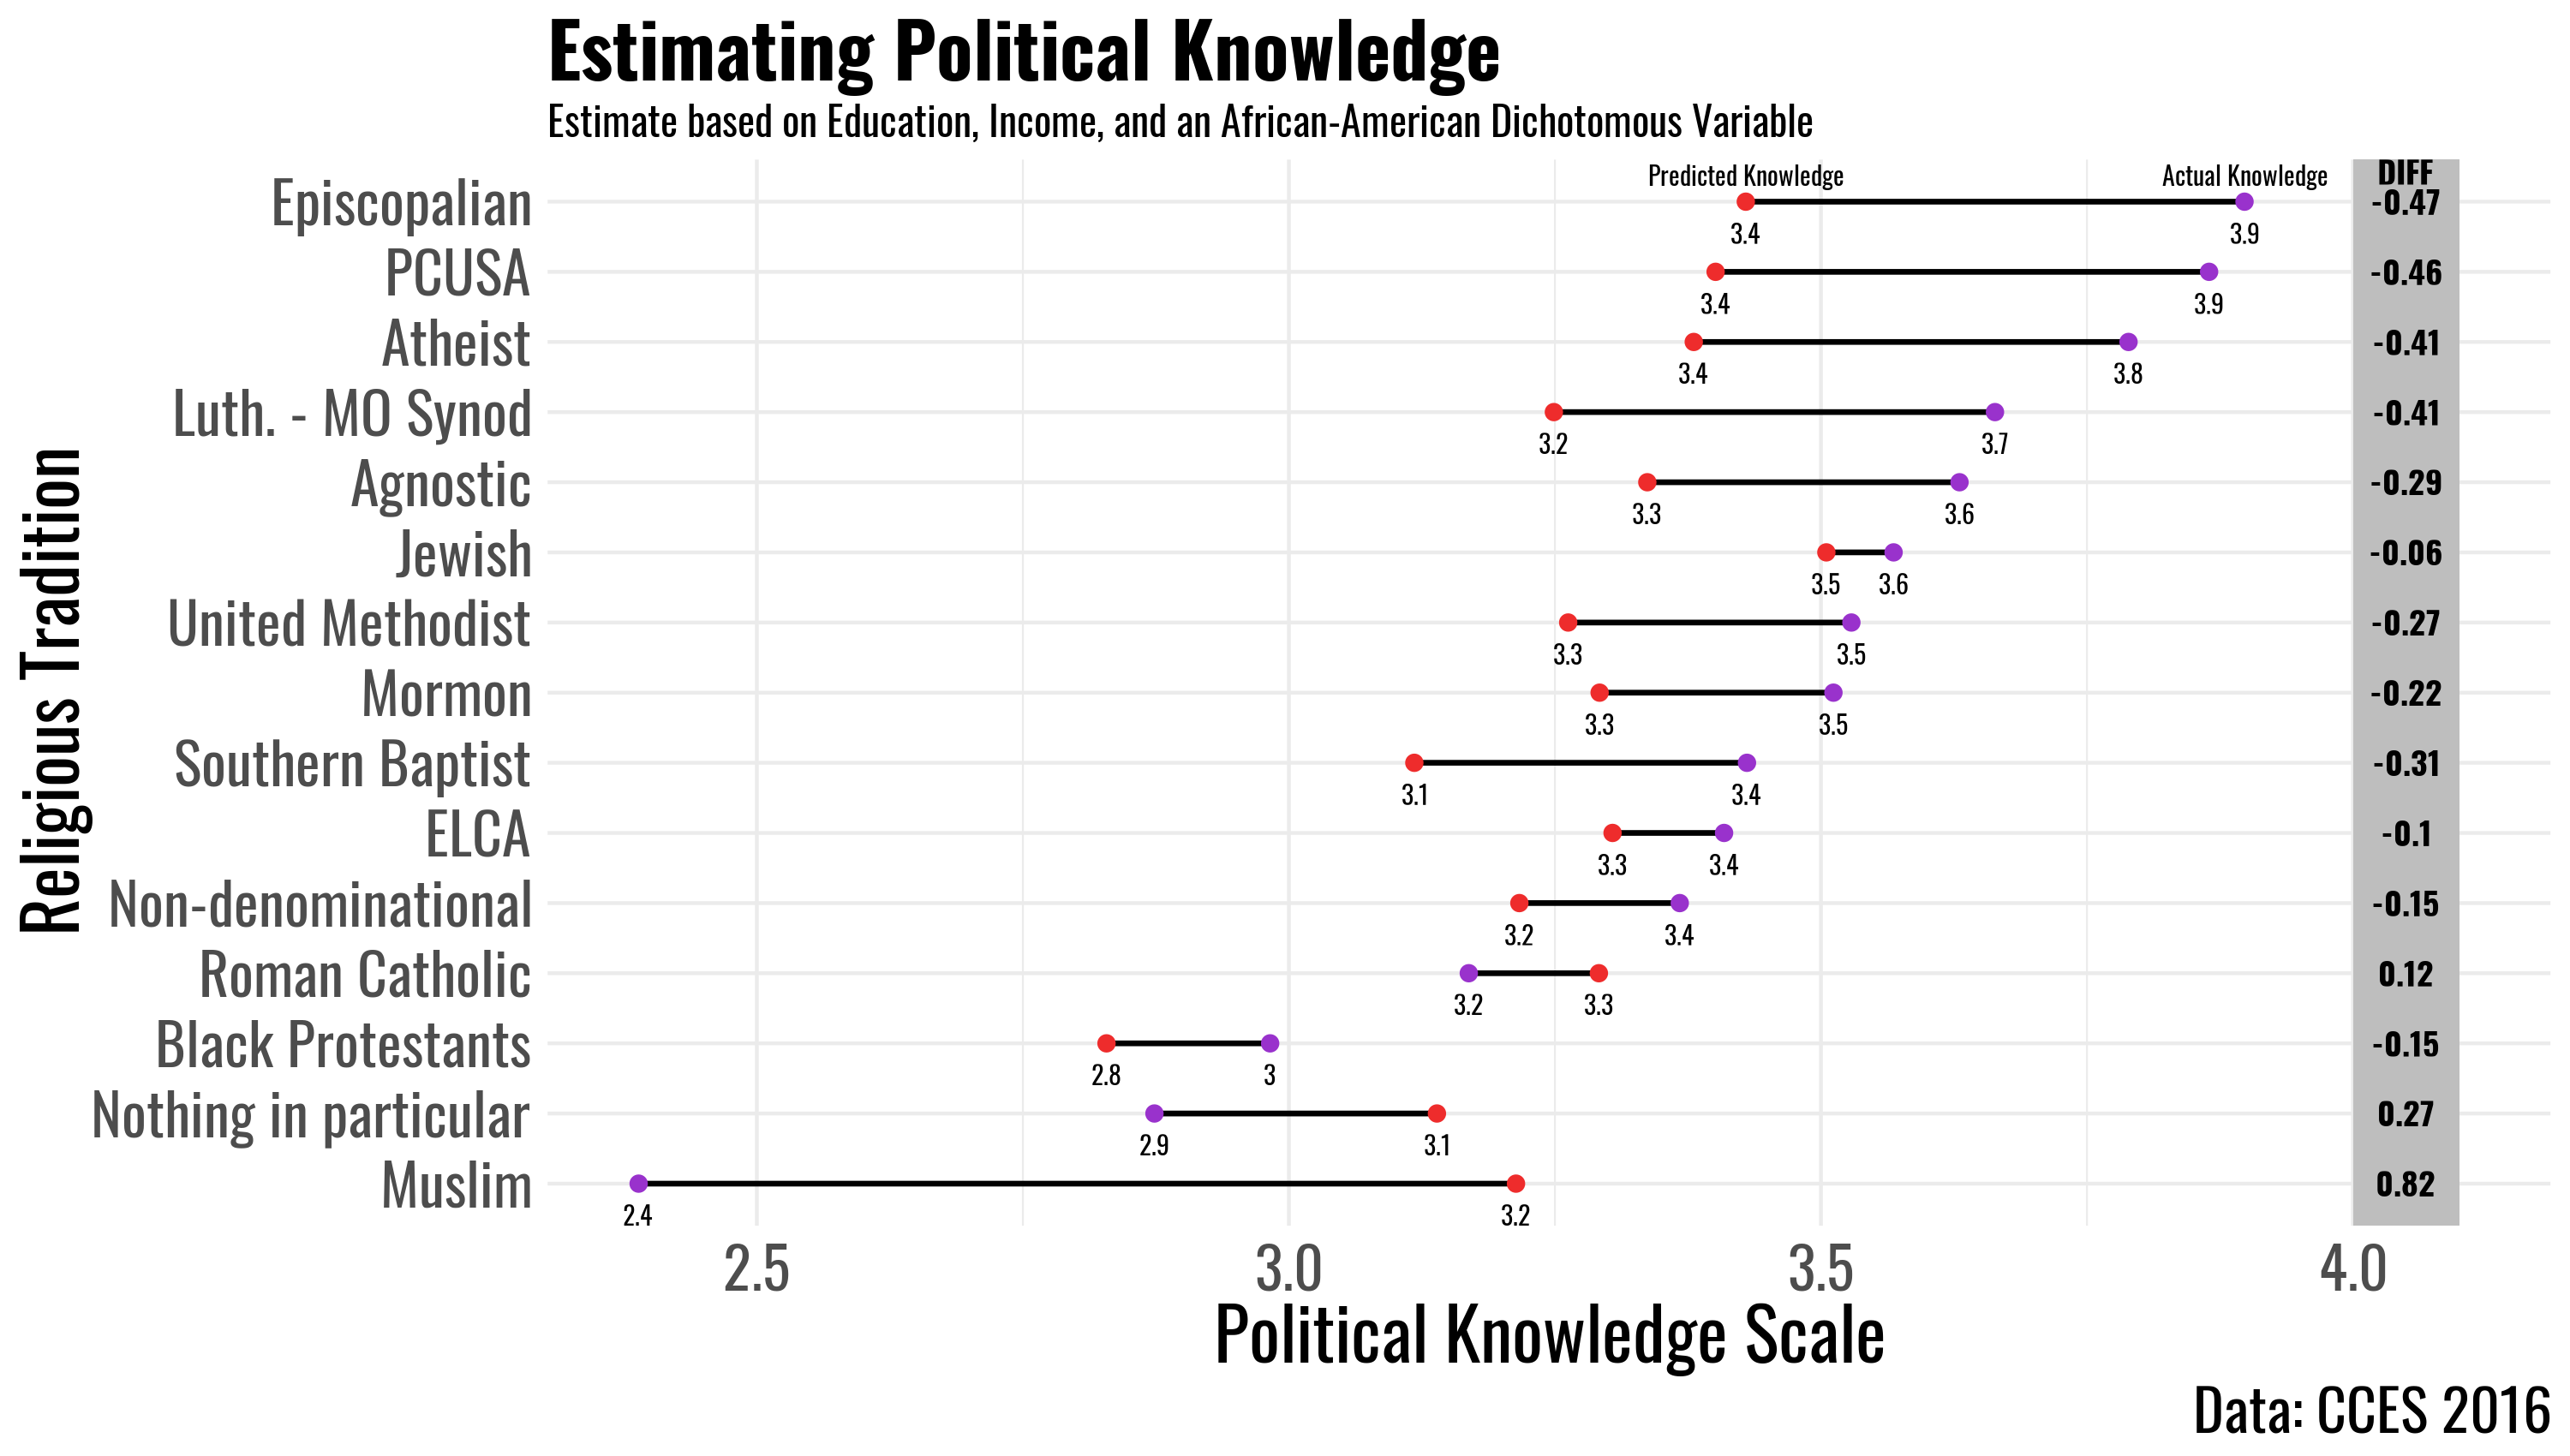 Estimating Political Knowledge
Estimate based on Education, Income, and an African-American Dichotomous Variable
Predicted Knowledge Actual Knowledge DIFF
Episcopalian -0.47
3.4 3.9
PCUSA -0.46
3.4 3.9
Atheist -0.41
3.4 3.8
Luth. - MO Synod -0.41
3.2 3.7
Agnostic -0.29
3.3 3.6
Jewish -0.06
3.5 3.6
United Methodist -0.27
3.3 3.5
Mormon -0.22
3.3 3.5
Southern Baptist -0.31
3.1 3.4
ELCA -0.1
3.3 3.4
Non-denominational -0.15
3.2 3.4
Roman Catholic 0.12
3.2 3.3
Black Protestants -0.15
2.8 3
Nothing in particular 0.27
2.9 3.1
Muslim 0.82
2.4 3.2
Religious Tradition
2.5 3.0 3.5 4.0
Political Knowledge Scale
Data: CCES 2016